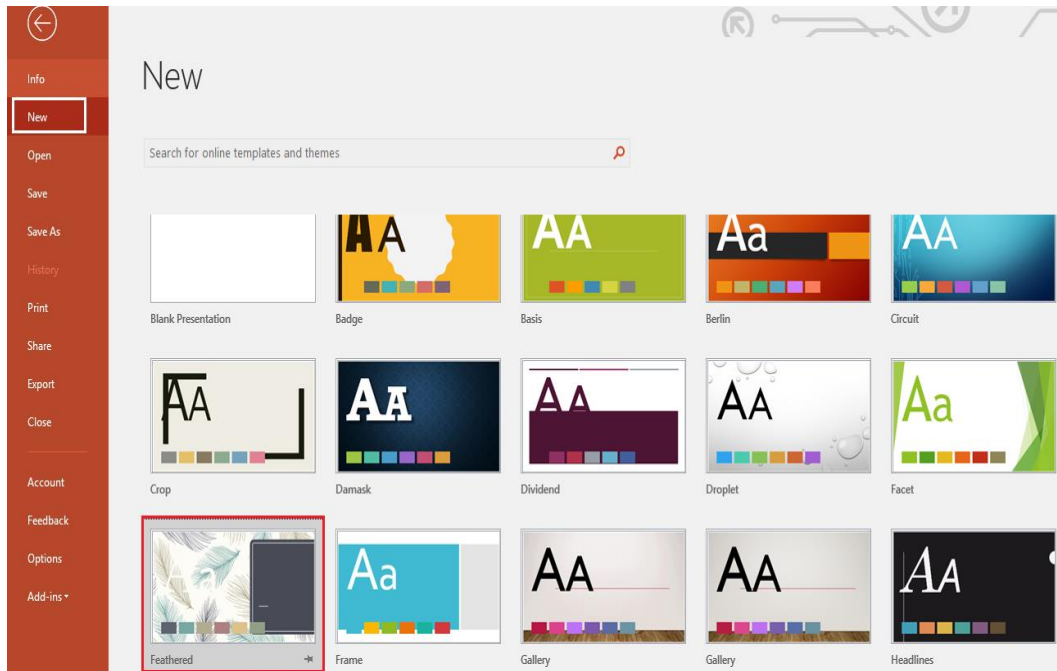 Info
New
Open
Save
Save As
History
Print
Share
Export
Close
Account
Feedback
Options
Add-ins
New
Search for online templates and themes
AA AA Aa AA
Blank Presentation Badge Basis Berlin Circuit
AA AA AA AA Aa
Crop Damask Dividend Droplet Facet
Aa AA AA AA
Feathered Frame Gallery Gallery Headlines